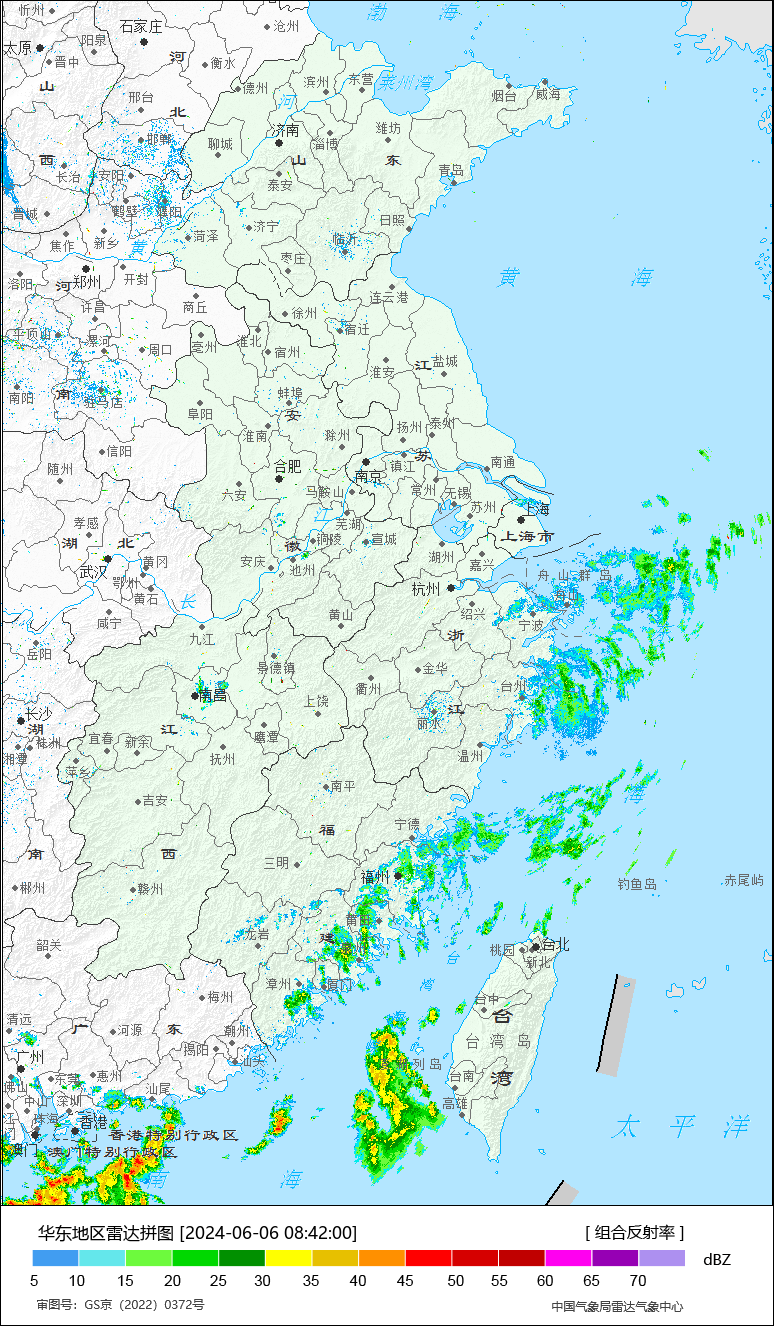 忻州
石家庄
沧州
渤海
太原
阳泉
河
晋中
衡水
滨州
东营
莱州湾
山
德州
河
烟台
威海
邢台
北
济南
潍坊
邯郸
聊城
淄博
西
山
东
长治
安阳
泰安
青岛
晋城
鹤壁
濮阳
日照
焦作
新乡
黄
菏泽
济宁
临沂
枣庄
洛阳
郑州
开封
河
连云港
黄海
许昌
商丘
徐州
平顶山
漯河
周口
亳州
淮北
宿州
宿迁
南阳
南
驻马店
淮安
江
盐城
阜阳
蚌埠
安
扬州
泰州
淮南
滁州
苏
信阳
随州
合肥
南京
镇江
南通
六安
马鞍山
常州
无锡
苏州
上海
孝感
江
芜湖
湖北
徽
铜陵
宣城
上海市
武汉
黄冈
安庆
池州
湖州
嘉兴
鄂州
黄石
杭州
舟山群岛
长
舟山
咸宁
黄山
绍兴
宁波
岳阳
九江
浙
景德镇
金华
衢州
台州
南昌
上饶
长沙
江
丽水
湖
株洲
宜春
新余
江
鹰潭
湘潭
萍乡
抚州
温州
吉安
南平
海
福
宁德
南
西
三明
福州
郴州
赣州
钓鱼岛
赤尾屿
莆田
龙岩
建
韶关
桃园
台北
新北
台
漳州
厦门
湾
梅州
台中
清远
广东
河源
潮州
台湾岛
台湾
揭阳
广州
汕头
佛山
东莞
惠州
台南
汕尾
高雄
中山
深圳
珠海
香港
香港特别行政区
澳门
澳门特别行政区
太平洋
南海
华东地区雷达拼图 [2024-06-06 08:42:00]
[ 组合反射率 ]
dBZ
5 10 15 20 25 30 35 40 45 50 55 60 65 70
审图号：GS京（2022）0372号
中国气象局雷达气象中心